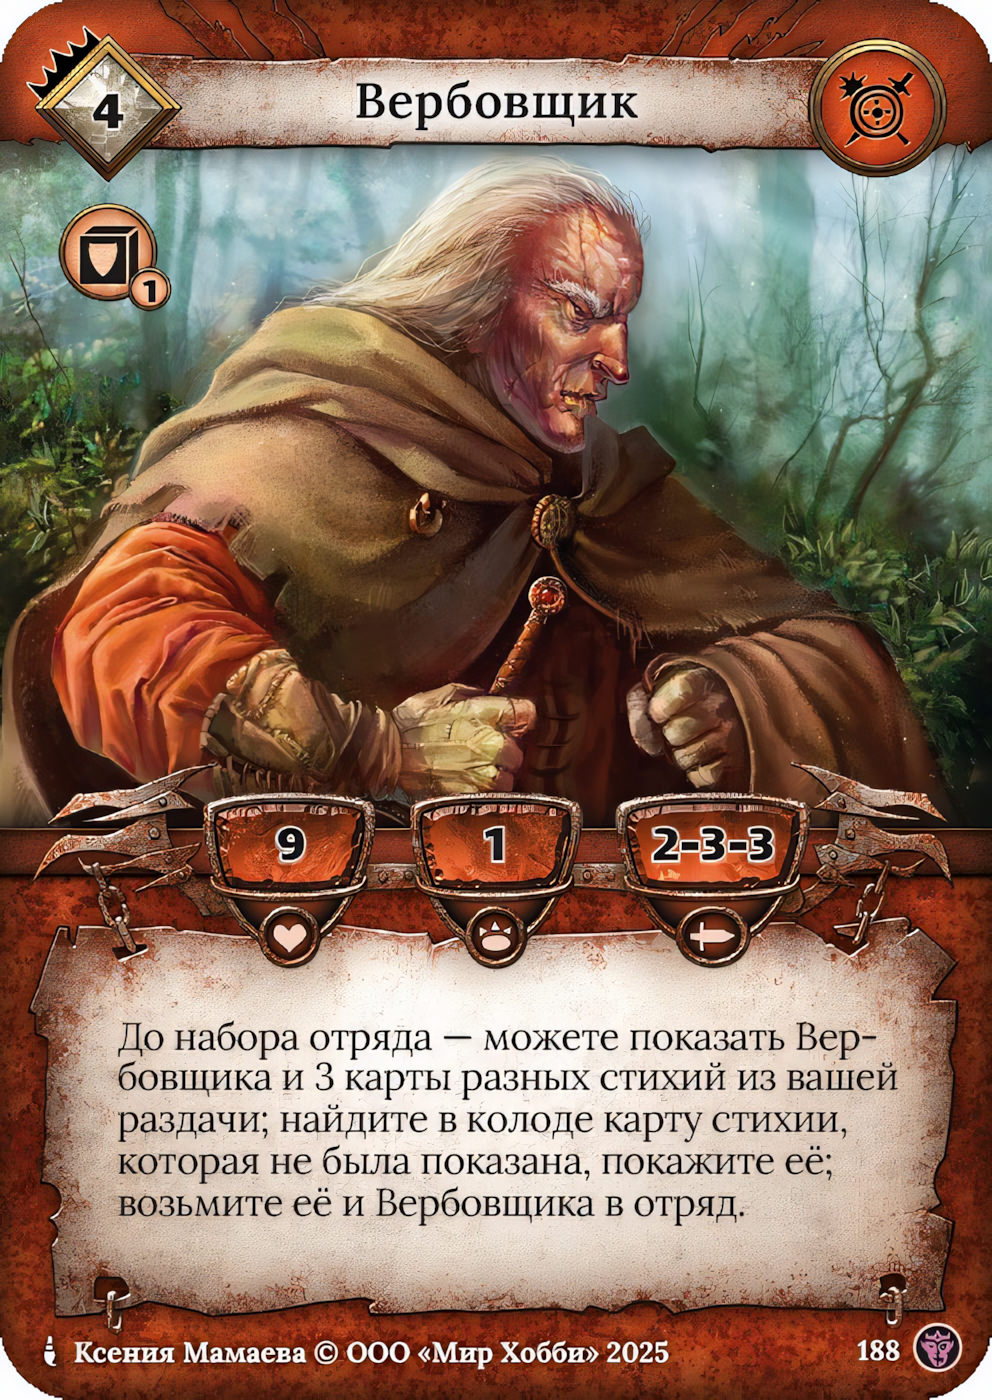 4
Вербовщик
1
9
1
2-3-3
До набора отряда — можете показать Вер-
бовщика и 3 карты разных стихий из вашей
раздачи; найдите в колоде карту стихии,
которая не была показана, покажите её;
возьмите её и Вербовщика в отряд.
Ксения Мамаева © ООО «Мир Хобби» 2025
188